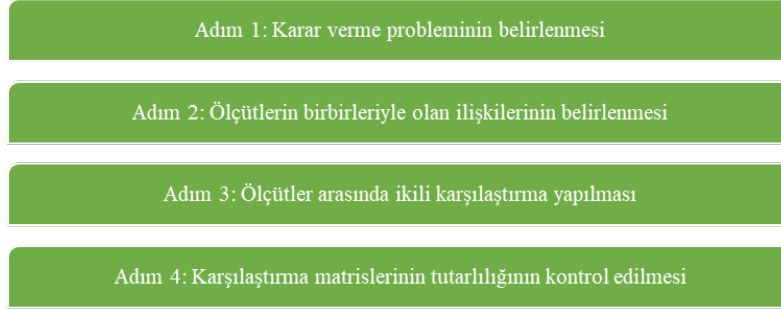 Adım 1: Karar verme probleminin belirlenmesi
Adım 2: Ölçütlerin birbirleriyle olan ilişkilerinin belirlenmesi
Adım 3: Ölçütler arasında ikili karşılaştırma yapılması
Adım 4: Karşılaştırma matrislerinin tutarlılığının kontrol edilmesi